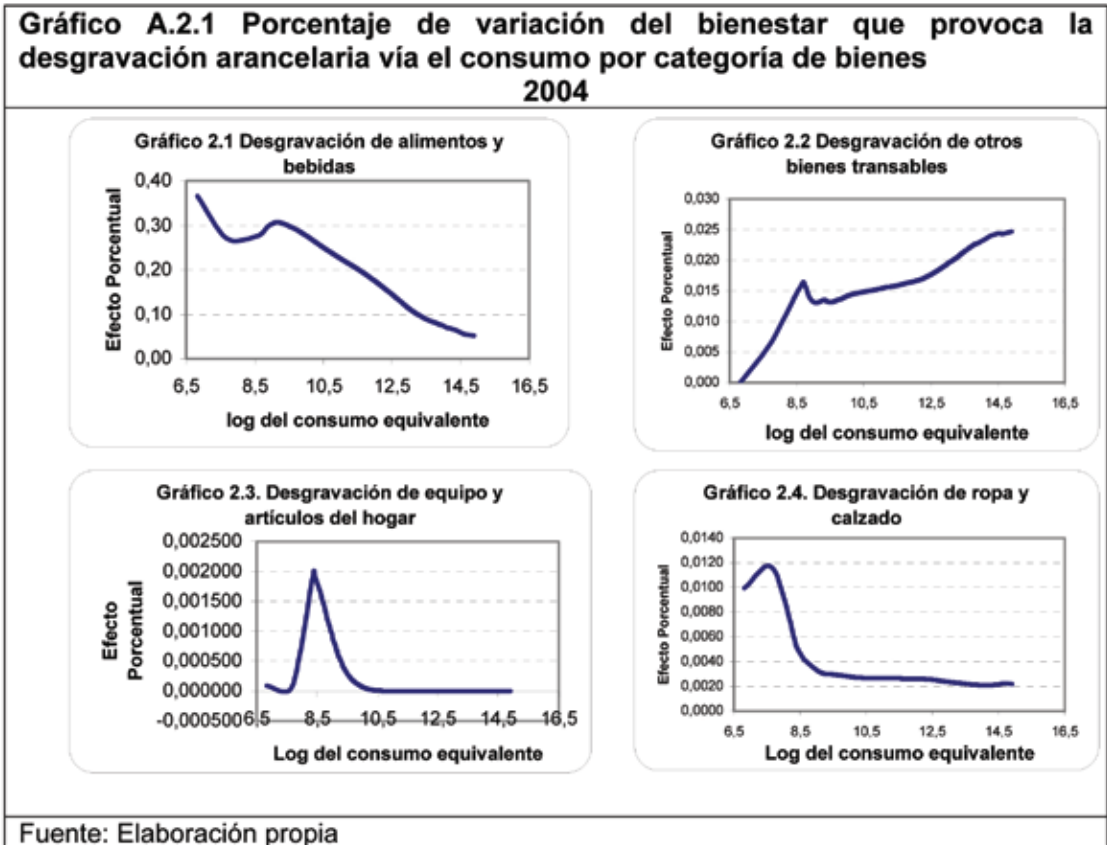 Gráfico A.2.1 Porcentaje de variación del bienestar que provoca la
desgravación arancelaria vía el consumo por categoría de bienes
2004
Gráfico 2.1 Desgravación de alimentos y
bebidas
Efecto Porcentual
0,40
0,30
0,20
0,10
0,00
6,5 8,5 10,5 12,5 14,5 16,5
log del consumo equivalente
Gráfico 2.2 Desgravación de otros
bienes transables
Efecto Porcentual
0,030
0,025
0,020
0,015
0,010
0,005
0,000
6,5 8,5 10,5 12,5 14,5 16,5
log del consumo equivalente
Gráfico 2.3. Desgravación de equipo y
artículos del hogar
Efecto
Porcentual
0,002500
0,002000
0,001500
0,001000
0,000500
0,000000
-0,000500
6,5 8,5 10,5 12,5 14,5 16,5
Log del consumo equivalente
Gráfico 2.4. Desgravación de ropa y
calzado
Efecto Porcentual
0,0140
0,0120
0,0100
0,0080
0,0060
0,0040
0,0020
0,0000
6,5 8,5 10,5 12,5 14,5 16,5
Log del consumo equivalente
Fuente: Elaboración propia